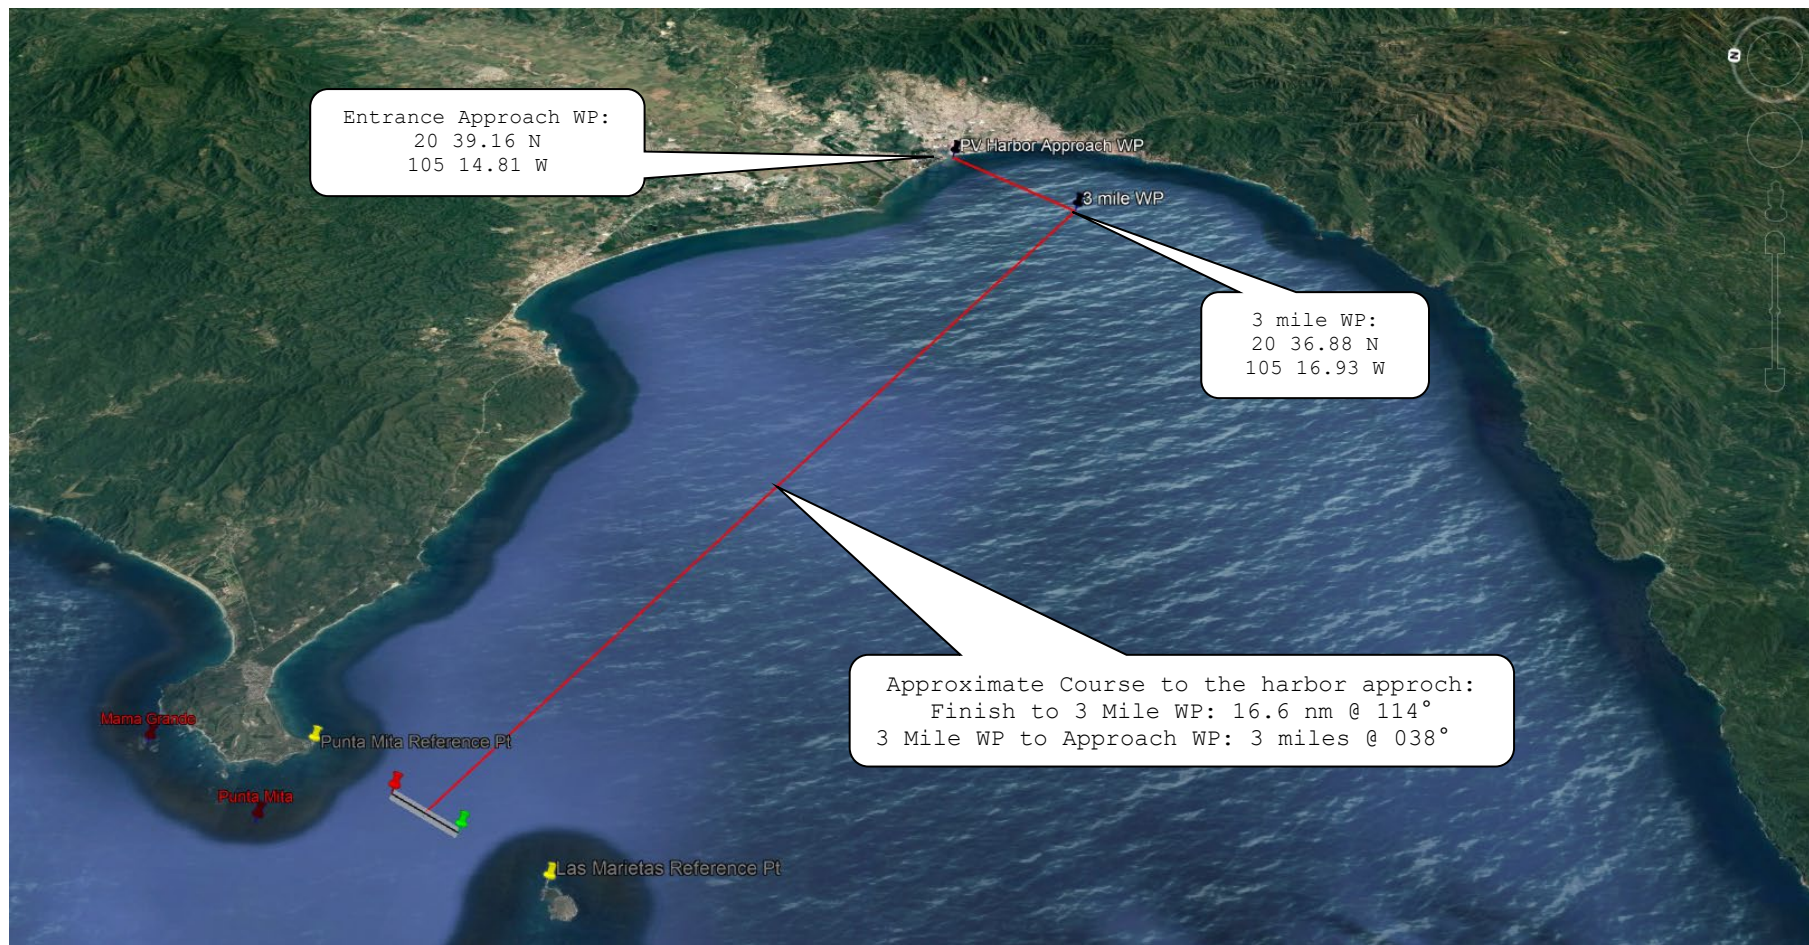 Entrance Approach WP:
20 39.16 N
105 14.81 W
PV Harbor Approach WP
3 mile WP
3 mile WP:
20 36.88 N
105 16.93 W
Approximate Course to the harbor approch:
Finish to 3 Mile WP: 16.6 nm @ 114°
3 Mile WP to Approach WP: 3 miles @ 038°
Mama Grande
Punta Mita Reference Pt
Punta Mita
Las Marietas Reference Pt
N